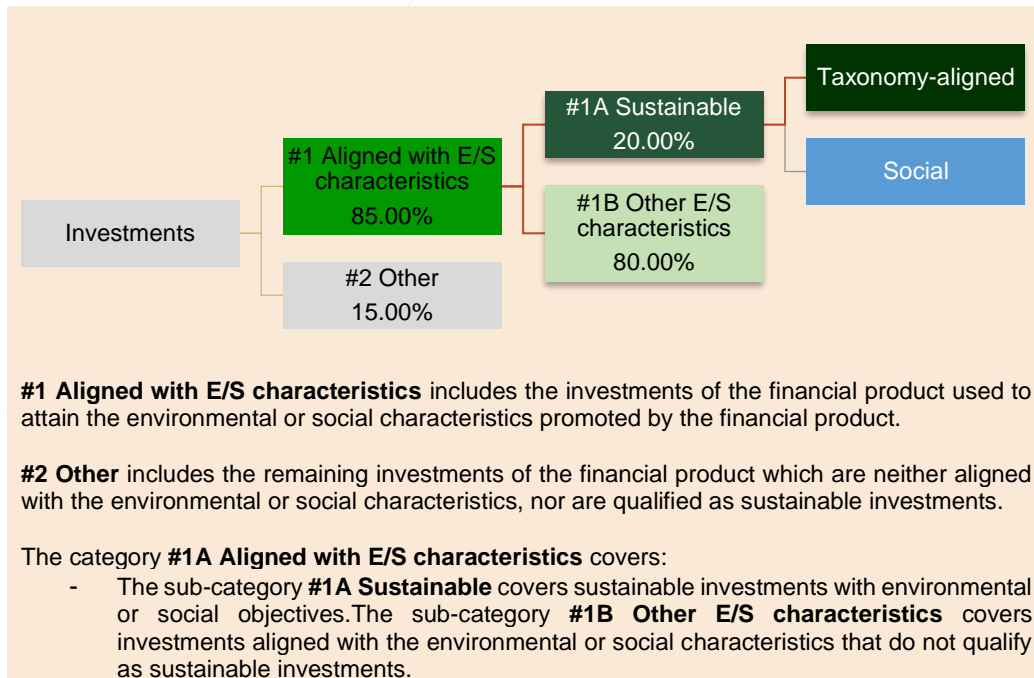 Taxonomy-aligned
#1A Sustainable
20.00%
#1 Aligned with E/S
characteristics
85.00%
Social
#1B Other E/S
characteristics
80.00%
Investments
#2 Other
15.00%
#1 Aligned with E/S characteristics includes the investments of the financial product used to
attain the environmental or social characteristics promoted by the financial product.
#2 Other includes the remaining investments of the financial product which are neither aligned
with the environmental or social characteristics, nor are qualified as sustainable investments.
The category #1A Aligned with E/S characteristics covers:
- The sub-category #1A Sustainable covers sustainable investments with environmental
or social objectives.The sub-category #1B Other E/S characteristics covers
investments aligned with the environmental or social characteristics that do not qualify
as sustainable investments.